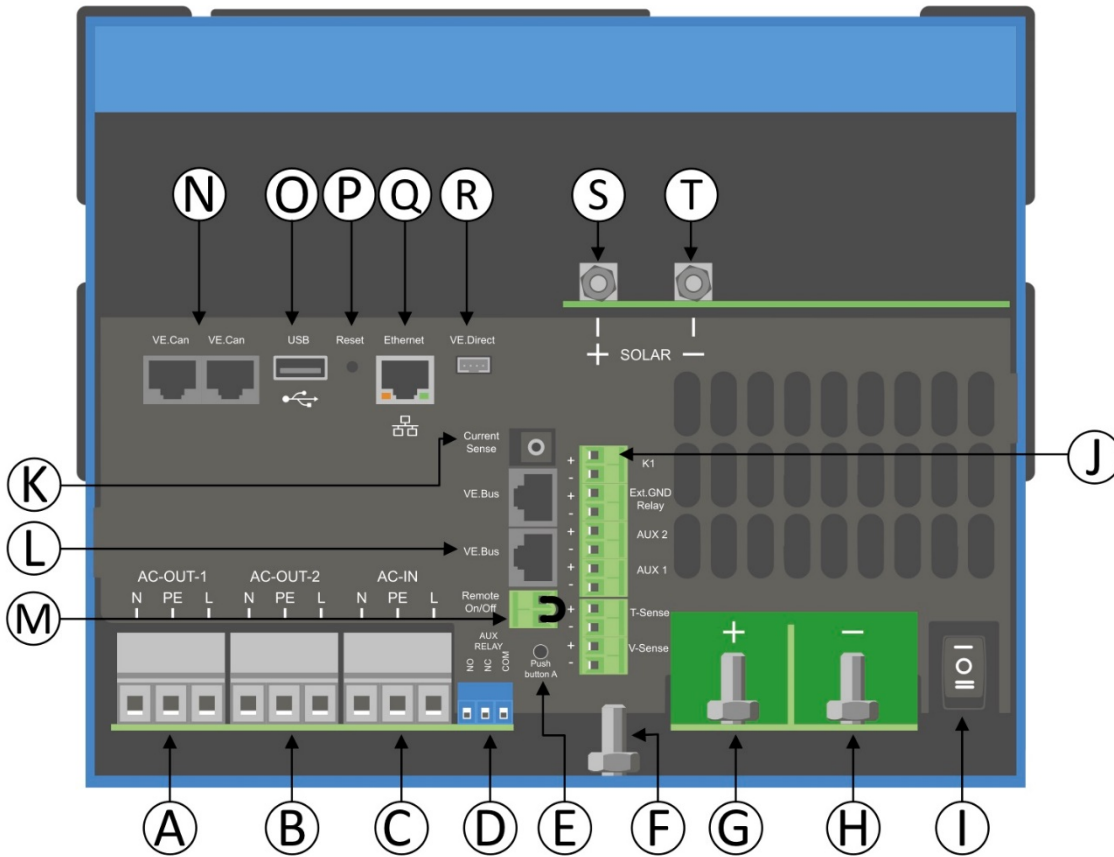 N O P Q R S T
VE.Can VE.Can USB Reset Ethernet VE.Direct
+ SOLAR −
Current
Sense
+ K1
-
K
J
VE.Bus
+ Ext.GND
- Relay
+ AUX 2
-
L
VE.Bus
+ AUX 1
-
AC-OUT-1 AC-OUT-2 AC-IN
N PE L N PE L N PE L
Remote
On/Off
M
+ T-Sense
-
AUX
RELAY
NO NC COM
Push
button A
+ V-Sense
-
+ −
I O II
A B C D E F G H I